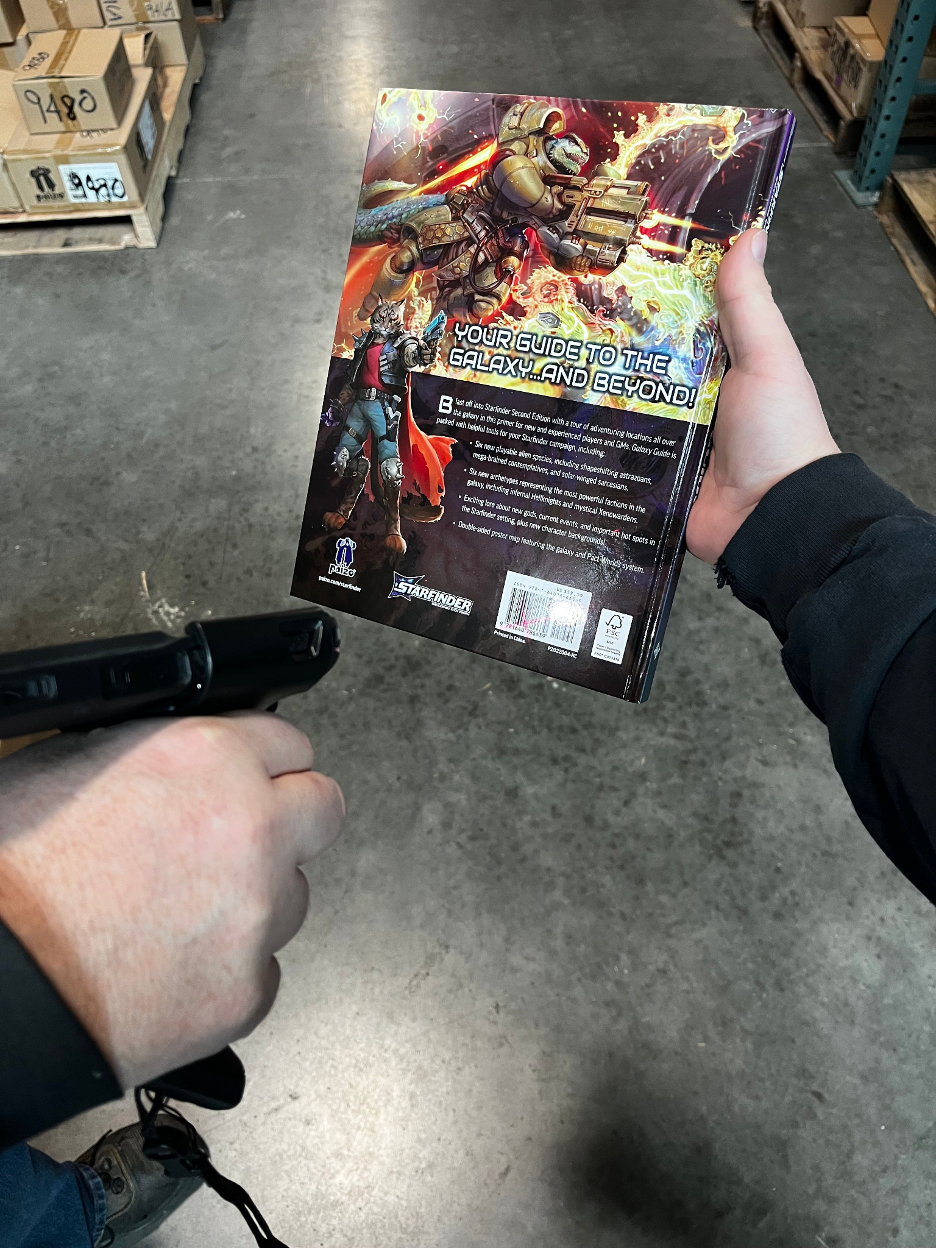 9480
9480
paizo
YOUR GUIDE TO THE
GALAXY...AND BEYOND!
Blast off into Starfinder Second Edition with a tour of adventuring locations all over
the galaxy in this primer for new and experienced players and GMs. Galaxy Guide is
packed with helpful tools for your Starfinder campaign, including:
• Six new playable alien species, including shapeshifting astrazoans,
mega-brained contemplatives, and solar-winged sarcesians.
• Six new archetypes representing the most powerful factions in the
galaxy, including infernal Hellknights and mystical Xenowardens.
• Exciting lore about new gods, current events, and important hot spots in
the Starfinder setting, plus new character backgrounds!
• Double-sided poster map featuring the galaxy and Pact Worlds system
paizo
paizo.com/starfinder
STARFINDER
Printed in China.
FSC